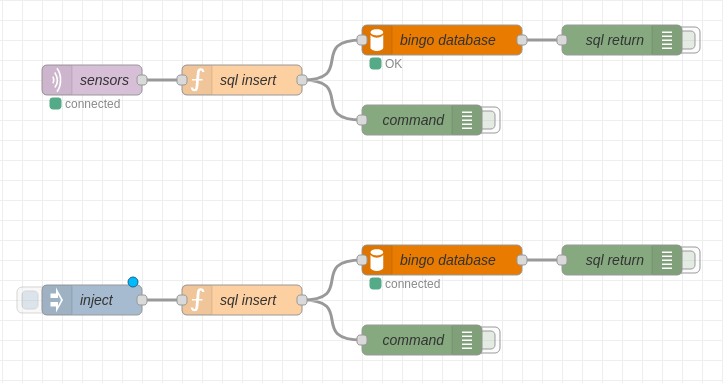 bingo database
sql return
OK
sensors
sql insert
connected
command
bingo database
sql return
connected
inject
sql insert
command